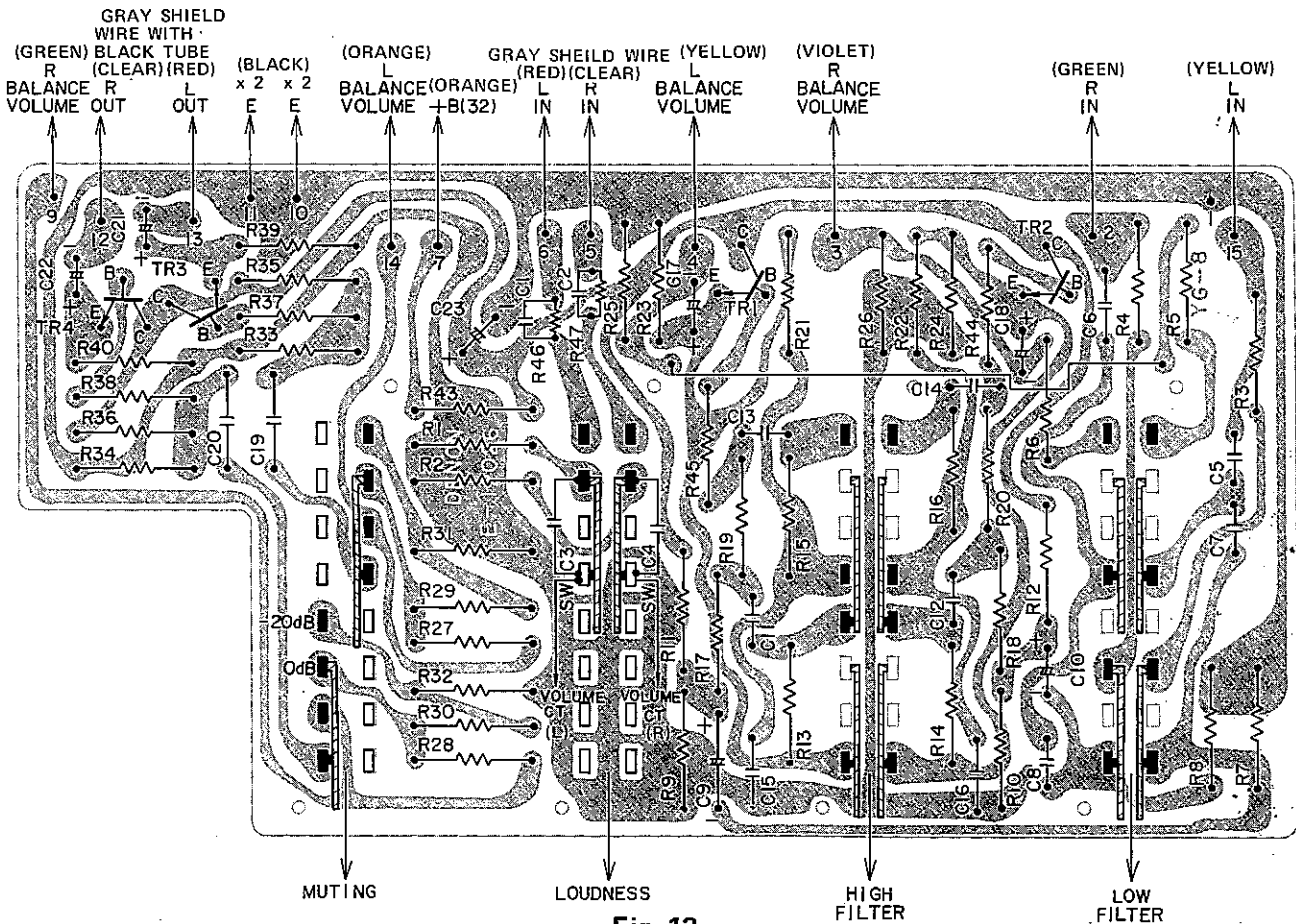 GRAY SHIELD
WIRE WITH
BLACK TUBE
(GREEN)
R
BALANCE
VOLUME
(CLEAR)
R
OUT
(RED)
L
OUT
(BLACK)
x 2 x 2
E E
(ORANGE)
L
BALANCE
VOLUME
(ORANGE)
+B(32)
GRAY SHEILD WIRE
(RED)
L
IN
(CLEAR)
R
IN
(YELLOW)
L
BALANCE
VOLUME
(VIOLET)
R
BALANCE
VOLUME
(GREEN)
R
IN
(YELLOW)
L
IN
9
12
13
11
10
14
7
6
5
4
3
2
15
C21
C22
+
TR3
B
E
C
TR4
E
C
B
R39
R35
R37
R33
R40
R38
R36
R34
C20
C19
C23
+
C1
C2
R46
R47
R25
R23
+
E
C
B
TR1
R21
R26
R22
R24
R44
C18
+
TR2
C
E
B
C6
R4
R5
YG-8
R3
C14
C13
R6
C5
C7
R43
R1
R2
R31
R29
R27
R32
R30
R28
-20dB
0dB
C3
SW
C4
SW
VOLUME
CT
(L)
VOLUME
CT
(R)
R45
R19
R15
R11
R17
C11
R13
R9
+
C9
C15
R16
R20
C12
R12
R18
+
C10
R14
C16
R10
C8
R8
R7
MUTING
LOUDNESS
HIGH
FILTER
LOW
FILTER